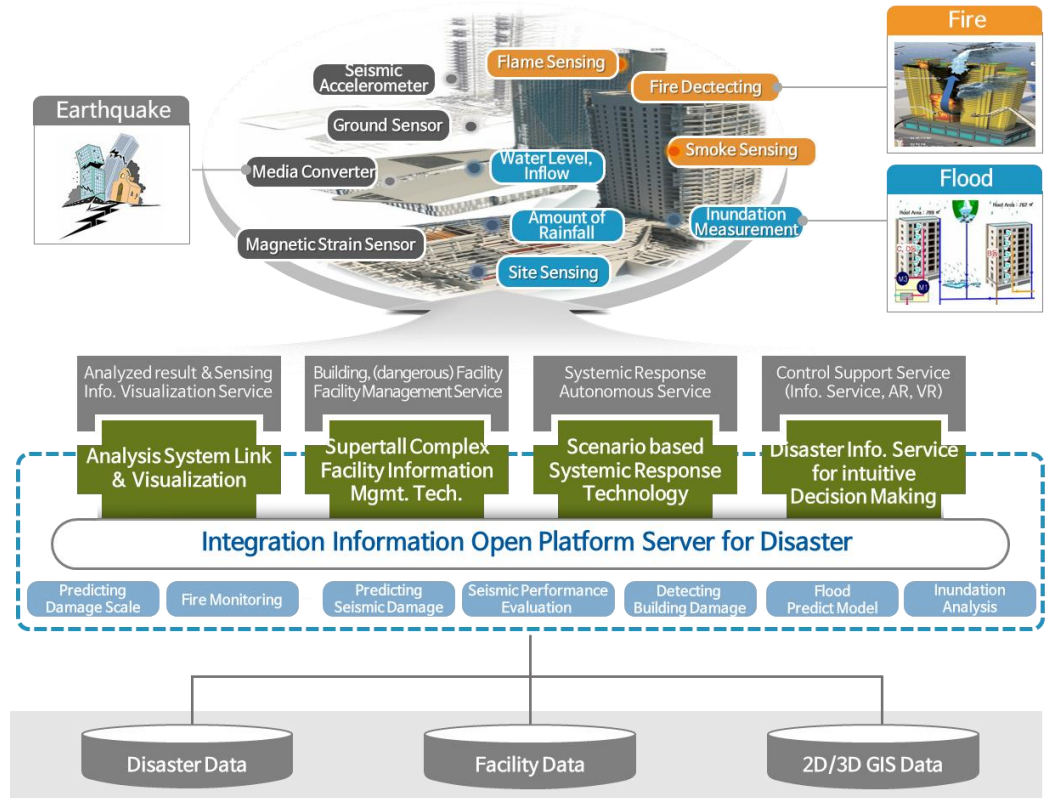 Fire
Flame Sensing
Seismic
Accelerometer
Fire Dectecting
Earthquake
Ground Sensor
Smoke Sensing
Water Level,
Inflow
Media Converter
Flood
Amount of
Rainfall
Inundation
Measurement
Magnetic Strain Sensor
Site Sensing
M3
M1
Analyzed result & Sensing
Info. Visualization Service
Building, (dangerous) Facility
Facility Management Service
Systemic Response
Autonomous Service
Control Support Service
(Info. Service, AR, VR)
Analysis System Link
& Visualization
Supertall Complex
Facility Information
Mgmt. Tech.
Scenario based
Systemic Response
Technology
Disaster Info. Service
for intuitive
Decision Making
Integration Information Open Platform Server for Disaster
Predicting
Damage Scale
Fire Monitoring
Predicting
Seismic Damage
Seismic Performance
Evaluation
Detecting
Building Damage
Flood
Predict Model
Inundation
Analysis
Disaster Data
Facility Data
2D/3D GIS Data